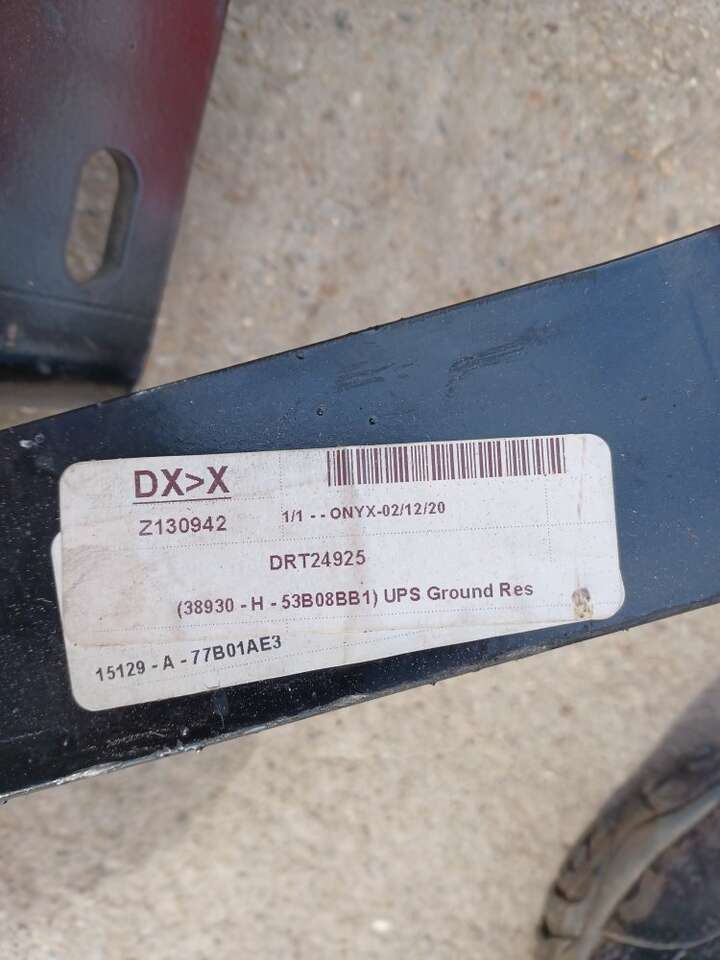 DX>X
Z130942
1/1 - - ONYX-02/12/20
DRT24925
(38930 - H - 53B08BB1) UPS Ground Res
15129 - A - 77B01AE3